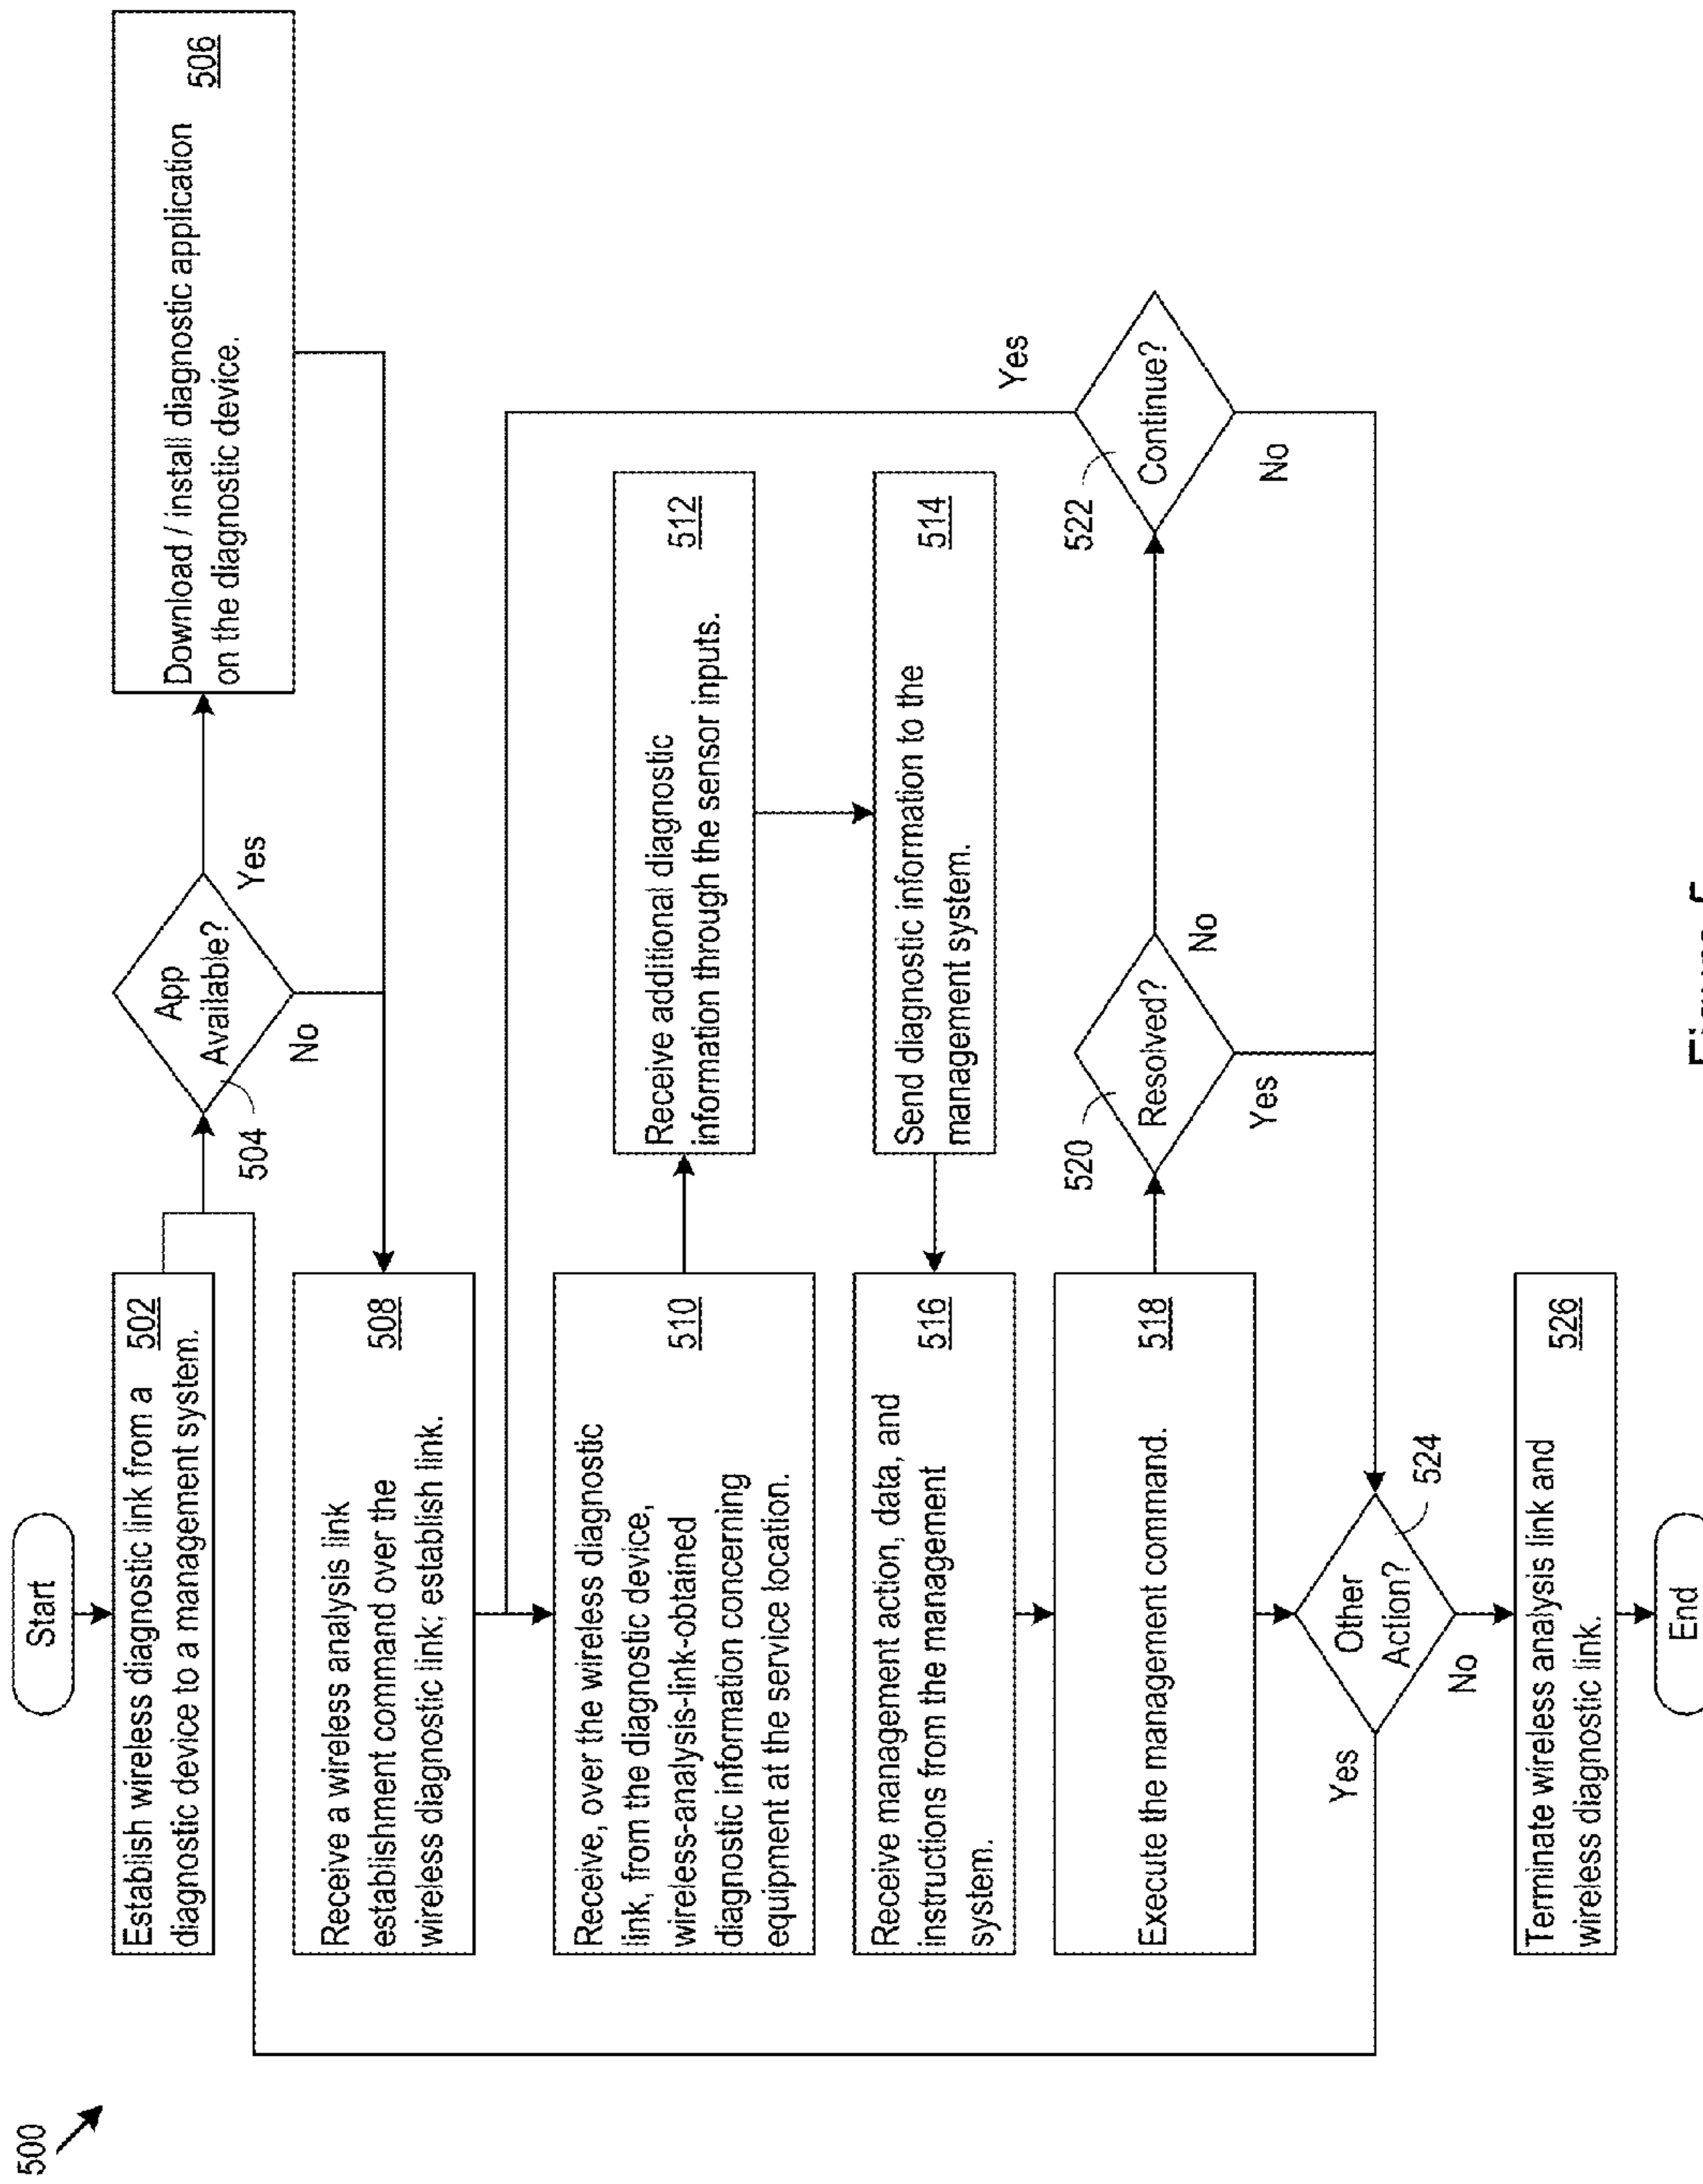 500
Start
Establish wireless diagnostic link from a 502
diagnostic device to a management system.
504
App
Available?
Yes
No
Download / install diagnostic application
on the diagnostic device.
506
Receive a wireless analysis link
establishment command over the
wireless diagnostic link; establish link.
508
Receive, over the wireless diagnostic
link, from the diagnostic device,
wireless-analysis-link-obtained
diagnostic information concerning
equipment at the service location.
510
Receive additional diagnostic
information through the sensor inputs.
512
Send diagnostic information to the
management system.
514
Receive management action, data, and
instructions from the management
system.
516
Execute the management command.
518
520
Resolved?
No
Yes
522
Continue?
Yes
No
Other
Action?
524
Yes
No
Terminate wireless analysis link and
wireless diagnostic link.
526
End